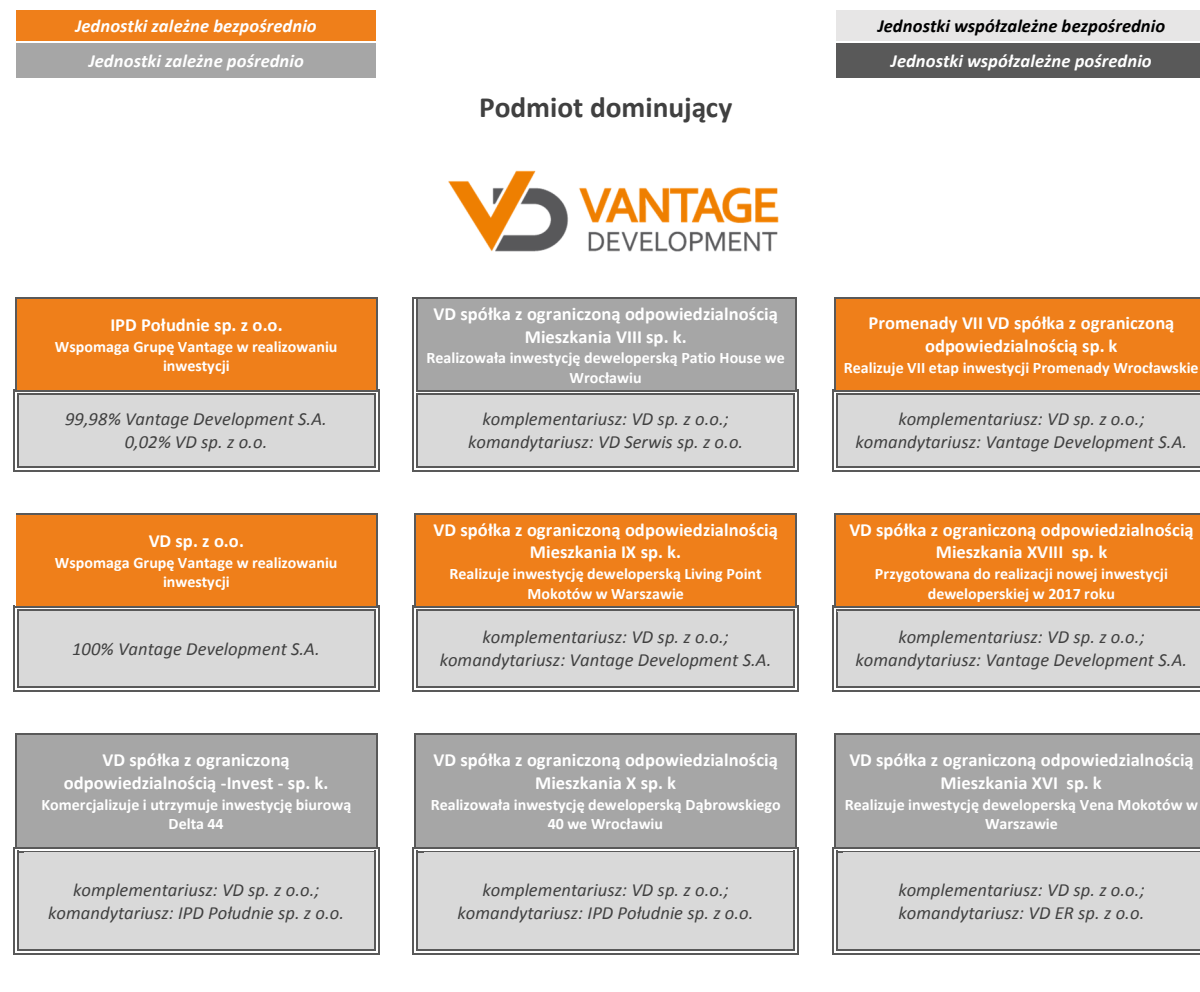 Jednostki zależne bezpośrednio
Jednostki zależne pośrednio
Jednostki współzależne bezpośrednio
Jednostki współzależne pośrednio
Podmiot dominujący
VANTAGE
DEVELOPMENT
IPD Południe sp. z o.o.
Wspomaga Grupę Vantage w realizowaniu
inwestycji
99,98% Vantage Development S.A.
0,02% VD sp. z o.o.
VD spółka z ograniczoną odpowiedzialnością
Mieszkania VIII sp. k.
Realizowała inwestycję deweloperską Patio House we
Wrocławiu
komplementariusz: VD sp. z o.o.;
komandytariusz: VD Serwis sp. z o.o.
Promenady VII VD spółka z ograniczoną
odpowiedzialnością sp. k
Realizuje VII etap inwestycji Promenady Wrocławskie
komplementariusz: VD sp. z o.o.;
komandytariusz: Vantage Development S.A.
VD sp. z o.o.
Wspomaga Grupę Vantage w realizowaniu
inwestycji
100% Vantage Development S.A.
VD spółka z ograniczoną odpowiedzialnością
Mieszkania IX sp. k.
Realizuje inwestycję deweloperską Living Point
Mokotów w Warszawie
komplementariusz: VD sp. z o.o.;
komandytariusz: Vantage Development S.A.
VD spółka z ograniczoną odpowiedzialnością
Mieszkania XVIII sp. k
Przygotowana do realizacji nowej inwestycji
deweloperskiej w 2017 roku
komplementariusz: VD sp. z o.o.;
komandytariusz: Vantage Development S.A.
VD spółka z ograniczoną
odpowiedzialnością -Invest - sp. k.
Komercjalizuje i utrzymuje inwestycję biurową
Delta 44
komplementariusz: VD sp. z o.o.;
komandytariusz: IPD Południe sp. z o.o.
VD spółka z ograniczoną odpowiedzialnością
Mieszkania X sp. k
Realizowała inwestycję deweloperską Dąbrowskiego
40 we Wrocławiu
komplementariusz: VD sp. z o.o.;
komandytariusz: IPD Południe sp. z o.o.
VD spółka z ograniczoną odpowiedzialnością
Mieszkania XVI sp. k
Realizuje inwestycję deweloperską Vena Mokotów w
Warszawie
komplementariusz: VD sp. z o.o.;
komandytariusz: VD ER sp. z o.o.